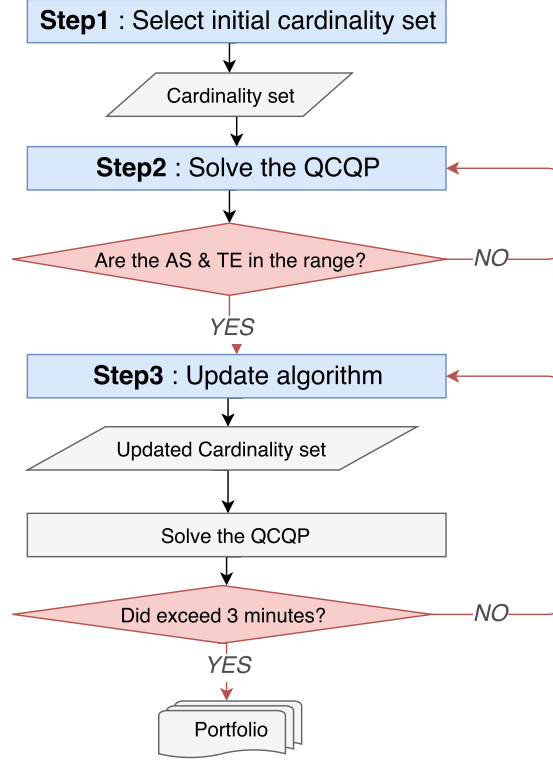 Step1 : Select initial cardinality set
Cardinality set
Step2 : Solve the QCQP
Are the AS & TE in the range?
NO
YES
Step3 : Update algorithm
Updated Cardinality set
Solve the QCQP
Did exceed 3 minutes?
NO
YES
Portfolio